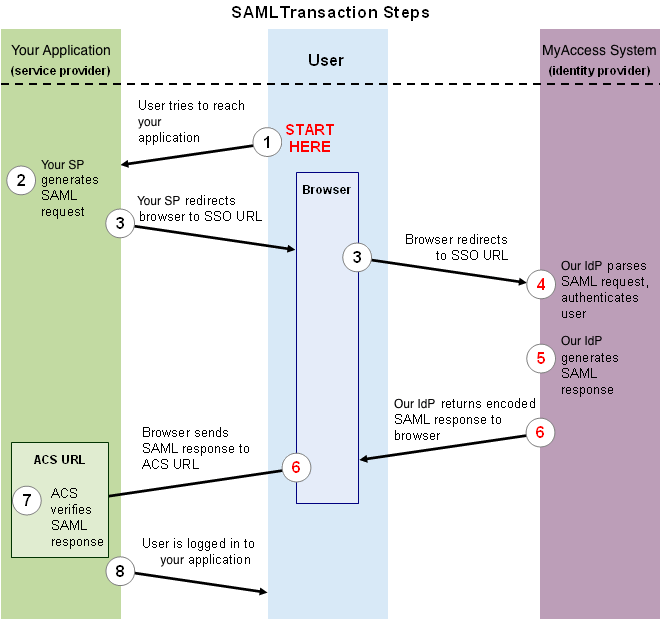 SAML Transaction Steps
Your Application
(service provider)
User
MyAccess System
(identity provider)
User tries to reach
your
application
1
START
HERE
2
Your SP
generates
SAML
request
3
Your SP redirects
browser to SSO URL
Browser
3
Browser redirects
to SSO URL
4
Our IdP parses
SAML request,
authenticates
user
5
Our IdP
generates
SAML
response
Our IdP returns encoded
SAML response to
browser
6
Browser sends
SAML response to
ACS URL
6
ACS URL
7
ACS
verifies
SAML
response
8
User is logged in to
your application